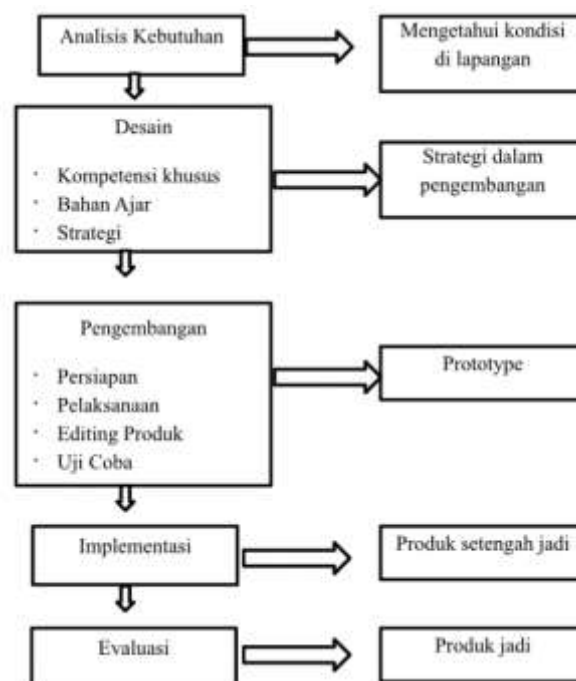 Analisis Kebutuhan
Mengetahui kondisi
di lapangan
Desain
· Kompetensi khusus
· Bahan Ajar
· Strategi
Strategi dalam
pengembangan
Pengembangan
· Persiapan
· Pelaksanaan
· Editing Produk
· Uji Coba
Prototype
Implementasi
Produk setengah jadi
Evaluasi
Produk jadi